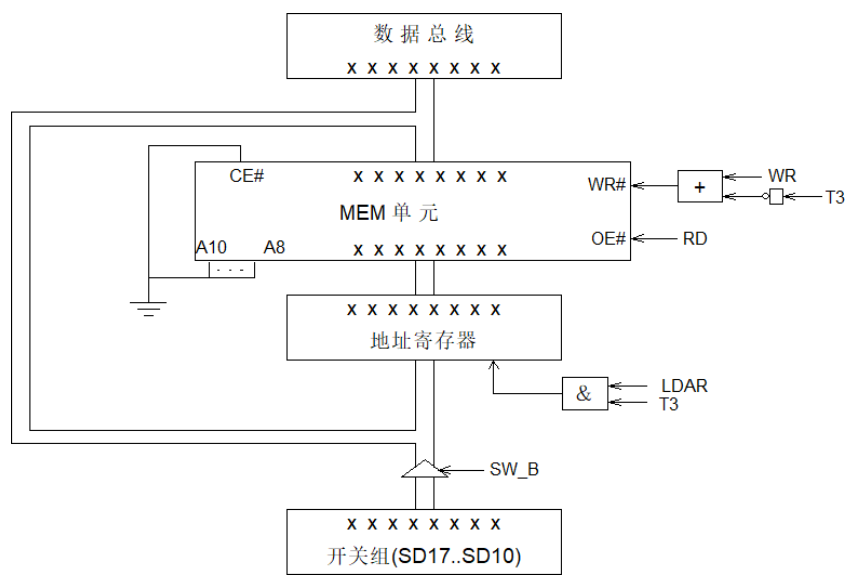 数据总线
X X X X X X X X
CE#
X X X X X X X X
WR#
+
WR
T3
MEM 单元
OE#
RD
A10
A8
X X X X X X X X
...
X X X X X X X X
地址寄存器
&
LDAR
T3
SW_B
X X X X X X X X
开关组(SD17..SD10)